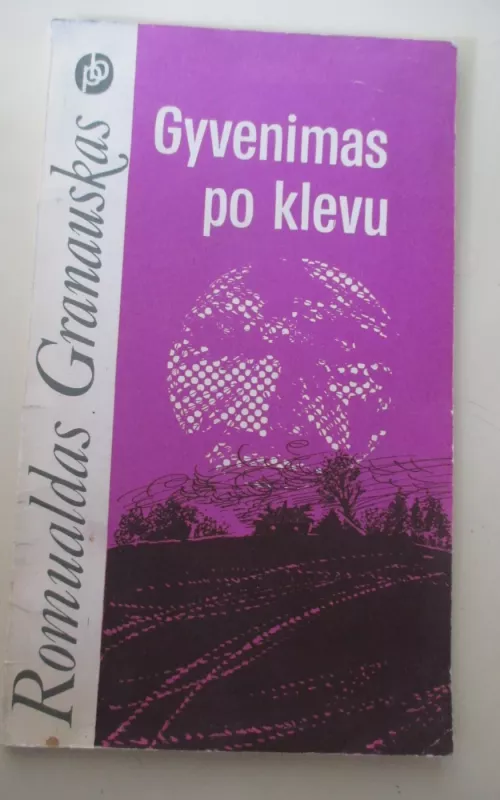 Romualdas Granauskas
Gyvenimas
po klevu